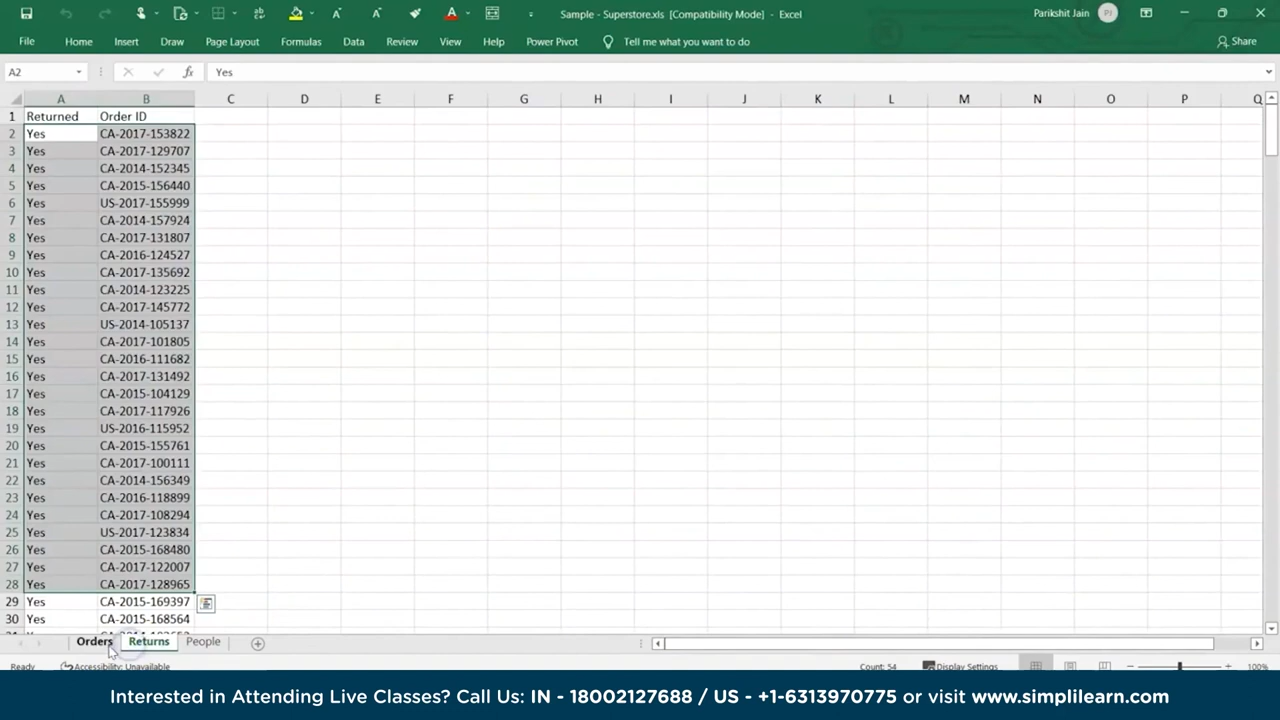 Sample - Superstore.xls [Compatibility Mode] - Excel
Parikshit Jain PJ
File Home Insert Draw Page Layout Formulas Data Review View Help Power Pivot Tell me what you want to do Share
A2 fx Yes
A B C D E F G H I J K L M N O P Q
1 Returned Order ID
2 Yes CA-2017-153822
3 Yes CA-2017-129707
4 Yes CA-2014-152345
5 Yes CA-2015-156440
6 Yes US-2017-155999
7 Yes CA-2014-157924
8 Yes CA-2017-131807
9 Yes CA-2016-124527
10 Yes CA-2017-135692
11 Yes CA-2014-123225
12 Yes CA-2017-145772
13 Yes US-2014-105137
14 Yes CA-2017-101805
15 Yes CA-2016-111682
16 Yes CA-2017-131492
17 Yes CA-2015-104129
18 Yes CA-2017-117926
19 Yes US-2016-115952
20 Yes CA-2015-155761
21 Yes CA-2017-100111
22 Yes CA-2014-156349
23 Yes CA-2016-118899
24 Yes CA-2017-108294
25 Yes US-2017-123834
26 Yes CA-2015-168480
27 Yes CA-2017-122007
28 Yes CA-2017-128965
29 Yes CA-2015-169397
30 Yes CA-2015-168564
Orders Returns People
Ready Accessibility: Unavailable Count: 54 Display Settings 100%
Interested in Attending Live Classes? Call Us: IN - 18002127688 / US - +1-6313970775 or visit www.simplilearn.com